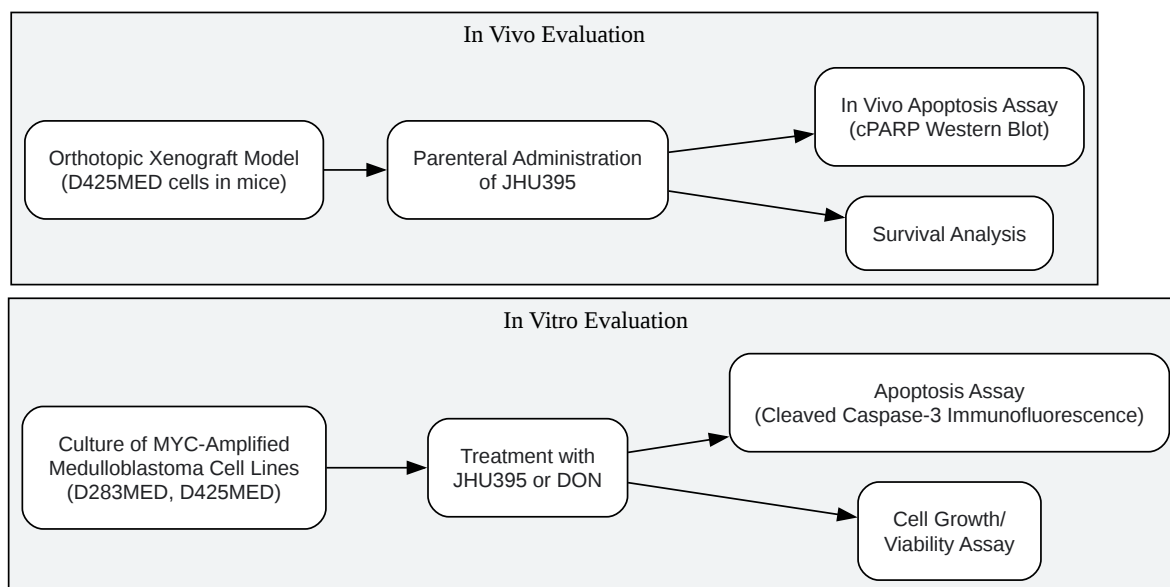 In Vivo Evaluation
Orthotopic Xenograft Model
(D425MED cells in mice)
Parenteral Administration
of JHU395
In Vivo Apoptosis Assay
(cPARP Western Blot)
Survival Analysis
In Vitro Evaluation
Culture of MYC-Amplified
Medulloblastoma Cell Lines
(D283MED, D425MED)
Treatment with
JHU395 or DON
Apoptosis Assay
(Cleaved Caspase-3 Immunofluorescence)
Cell Growth/
Viability Assay